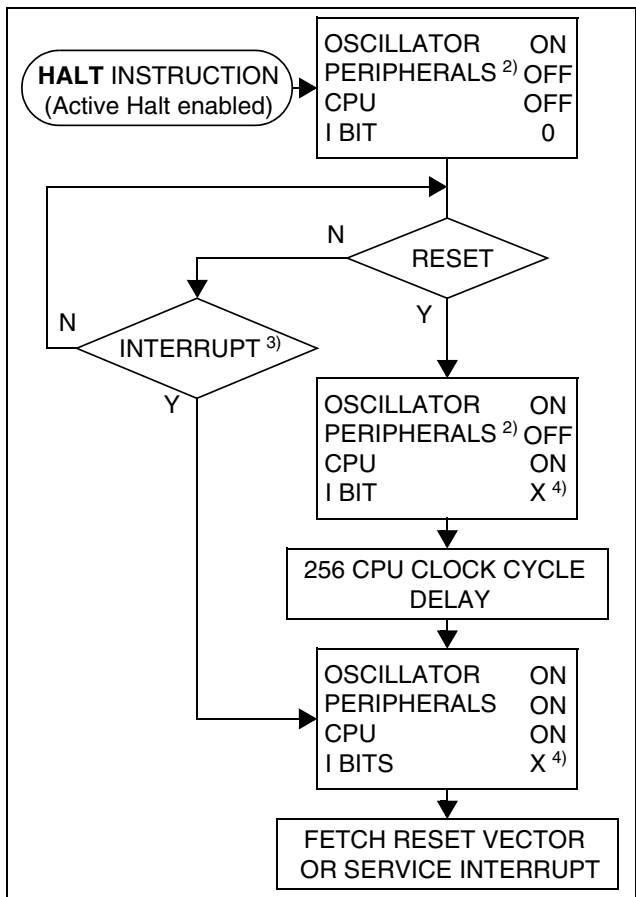 HALT INSTRUCTION
(Active Halt enabled)
OSCILLATOR ON
PERIPHERALS 2) OFF
CPU OFF
I BIT 0
N
RESET
Y
N
INTERRUPT 3)
Y
OSCILLATOR ON
PERIPHERALS 2) OFF
CPU ON
I BIT X 4)
256 CPU CLOCK CYCLE
DELAY
OSCILLATOR ON
PERIPHERALS ON
CPU ON
I BITS X 4)
FETCH RESET VECTOR
OR SERVICE INTERRUPT